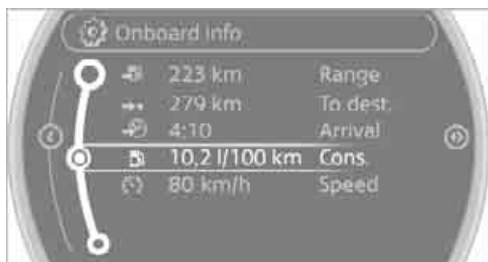 Onboard info
223 km Range
279 km To dest.
4:10 Arrival
10,2 l/100 km Cons.
80 km/h Speed